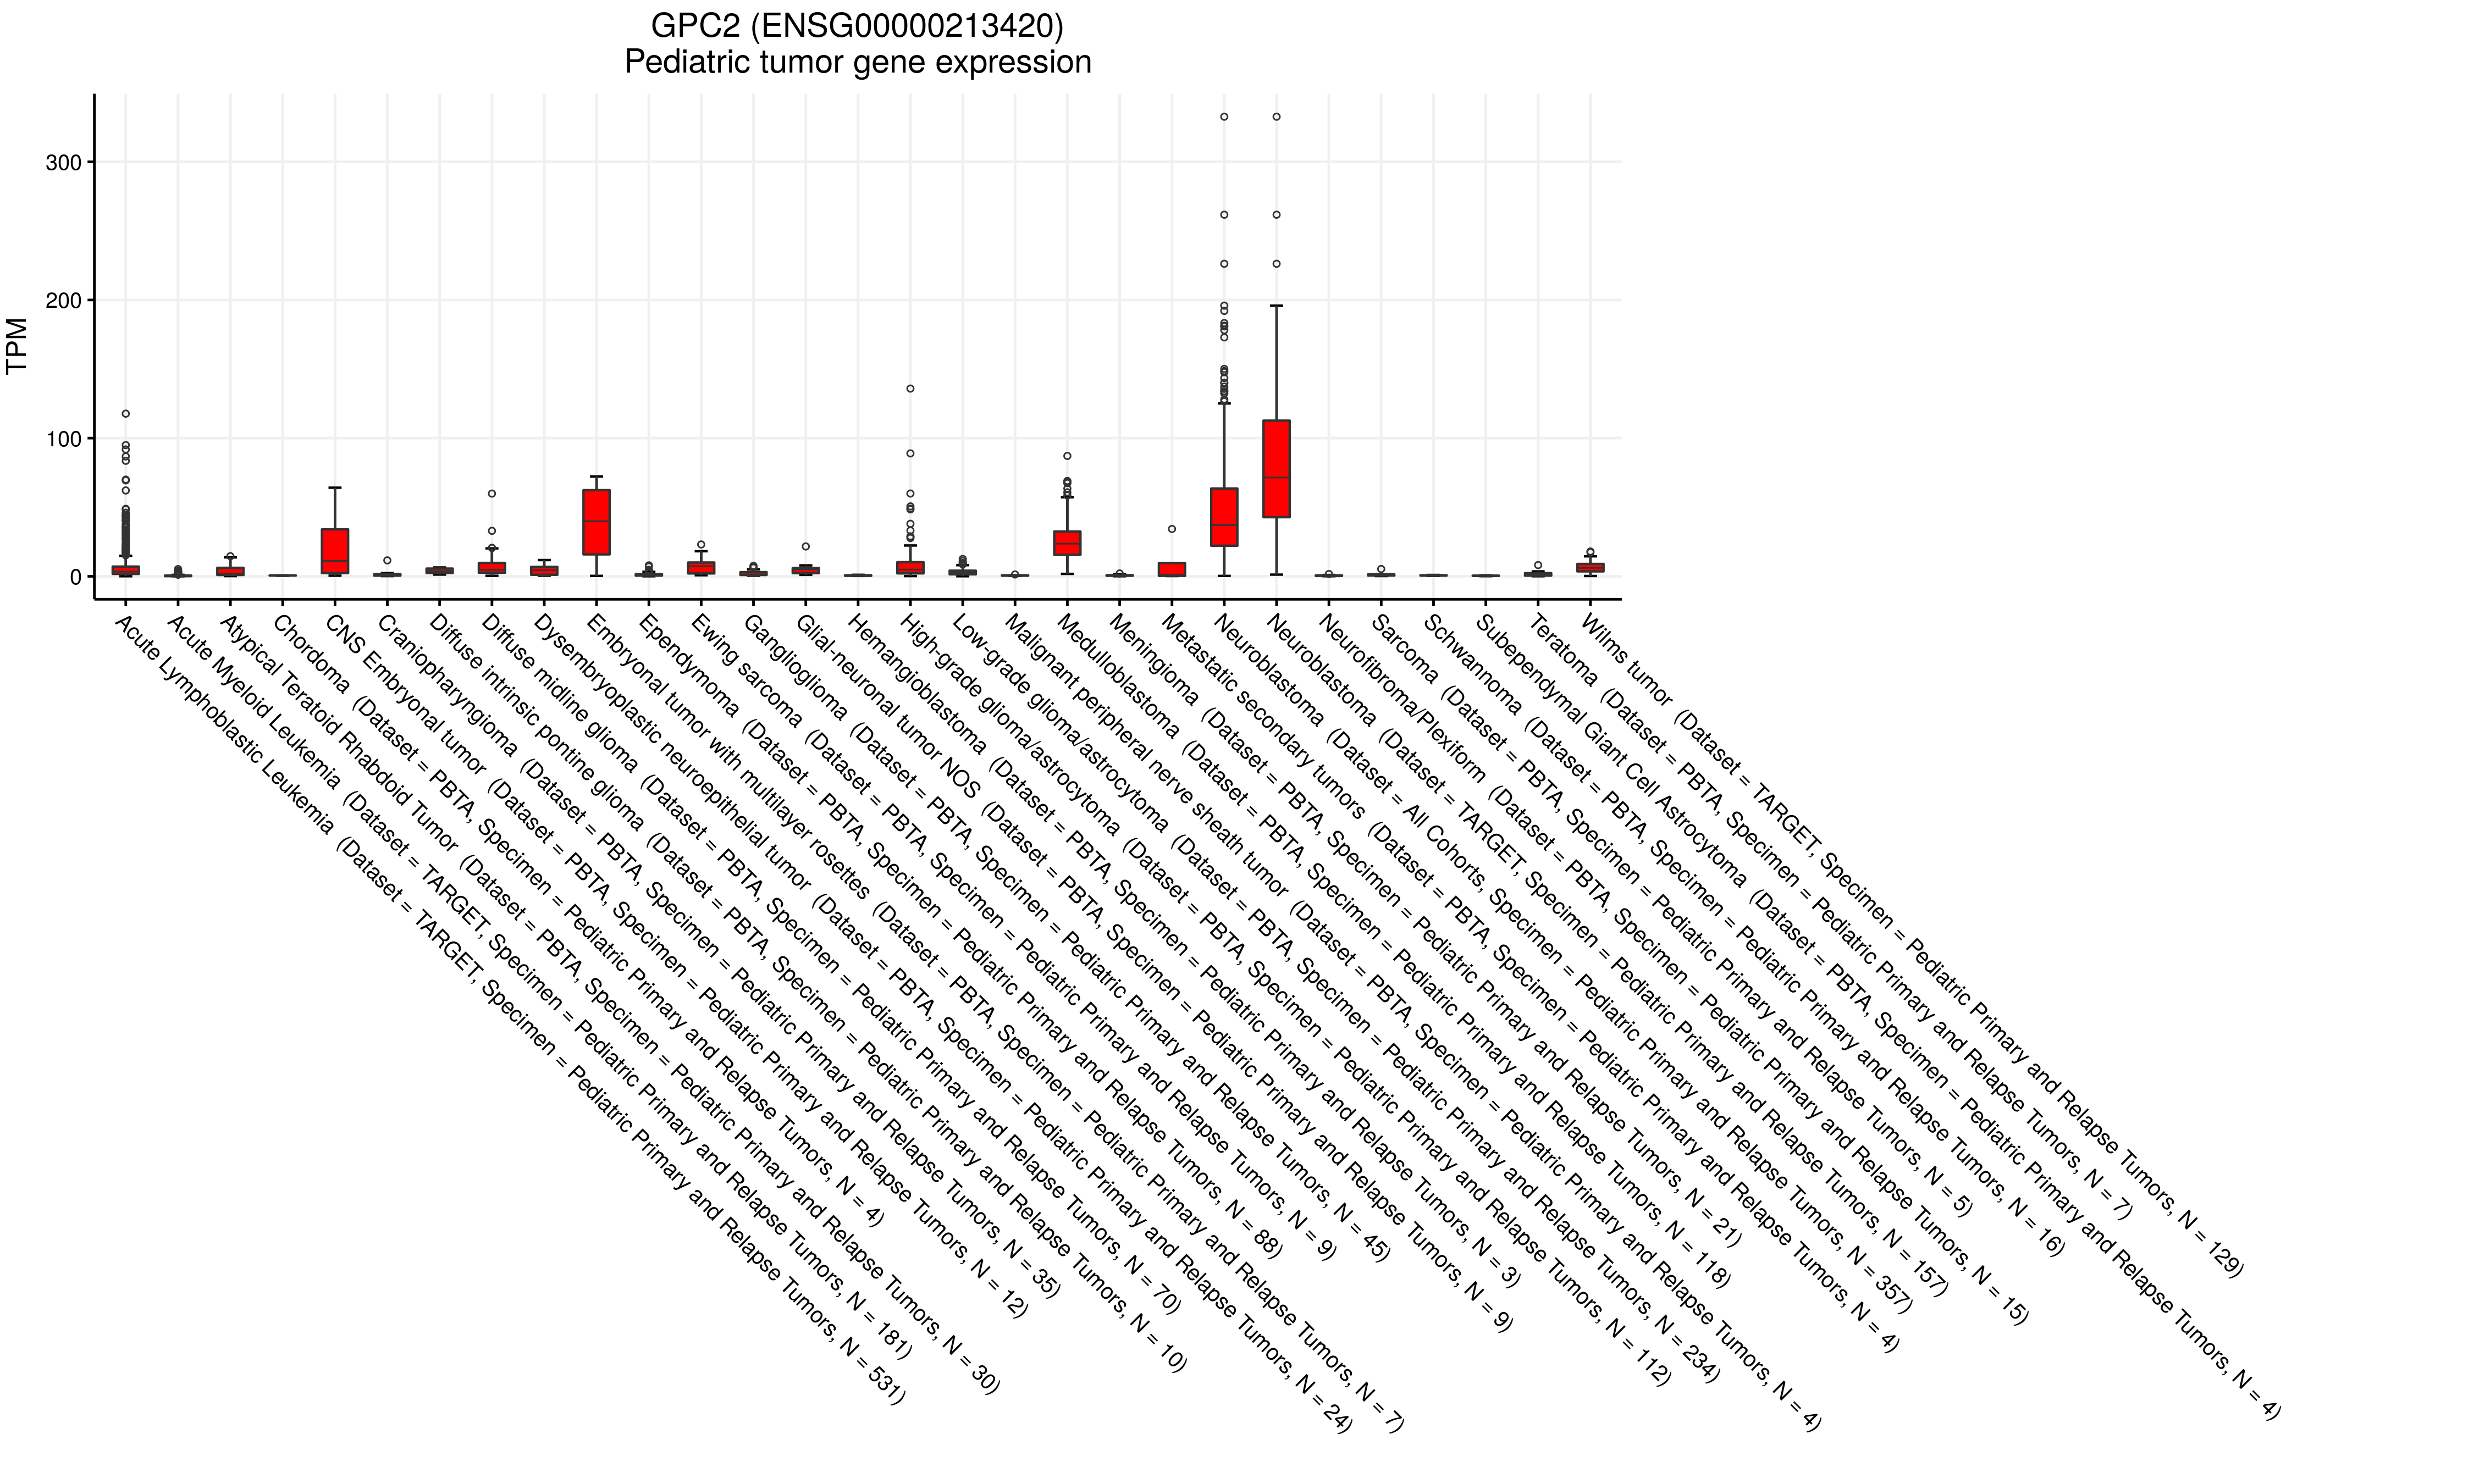 GPC2 (ENSG00000213420)
Pediatric tumor gene expression
TPM
300
200
100
0
Acute Lymphoblastic Leukemia (Dataset = TARGET, Specimen = Pediatric Primary and Relapse Tumors, N = 531)
Acute Myeloid Leukemia (Dataset = TARGET, Specimen = Pediatric Primary and Relapse Tumors, N = 181)
Atypical Teratoid Rhabdoid Tumor (Dataset = PBTA, Specimen = Pediatric Primary and Relapse Tumors, N = 30)
Chordoma (Dataset = PBTA, Specimen = Pediatric Primary and Relapse Tumors, N = 4)
CNS Embryonal tumor (Dataset = PBTA, Specimen = Pediatric Primary and Relapse Tumors, N = 12)
Craniopharyngioma (Dataset = PBTA, Specimen = Pediatric Primary and Relapse Tumors, N = 35)
Diffuse intrinsic pontine glioma (Dataset = PBTA, Specimen = Pediatric Primary and Relapse Tumors, N = 10)
Diffuse midline glioma (Dataset = PBTA, Specimen = Pediatric Primary and Relapse Tumors, N = 70)
Dysembryoplastic neuroepithelial tumor (Dataset = PBTA, Specimen = Pediatric Primary and Relapse Tumors, N = 24)
Embryonal tumor with multilayer rosettes (Dataset = PBTA, Specimen = Pediatric Primary and Relapse Tumors, N = 7)
Ependymoma (Dataset = PBTA, Specimen = Pediatric Primary and Relapse Tumors, N = 88)
Ewing sarcoma (Dataset = PBTA, Specimen = Pediatric Primary and Relapse Tumors, N = 9)
Ganglioglioma (Dataset = PBTA, Specimen = Pediatric Primary and Relapse Tumors, N = 45)
Glial-neuronal tumor NOS (Dataset = PBTA, Specimen = Pediatric Primary and Relapse Tumors, N = 9)
Hemangioblastoma (Dataset = PBTA, Specimen = Pediatric Primary and Relapse Tumors, N = 3)
High-grade glioma/astrocytoma (Dataset = PBTA, Specimen = Pediatric Primary and Relapse Tumors, N = 112)
Low-grade glioma/astrocytoma (Dataset = PBTA, Specimen = Pediatric Primary and Relapse Tumors, N = 234)
Malignant peripheral nerve sheath tumor (Dataset = PBTA, Specimen = Pediatric Primary and Relapse Tumors, N = 4)
Medulloblastoma (Dataset = PBTA, Specimen = Pediatric Primary and Relapse Tumors, N = 118)
Meningioma (Dataset = PBTA, Specimen = Pediatric Primary and Relapse Tumors, N = 21)
Metastatic secondary tumors (Dataset = PBTA, Specimen = Pediatric Primary and Relapse Tumors, N = 4)
Neuroblastoma (Dataset = All Cohorts, Specimen = Pediatric Primary and Relapse Tumors, N = 357)
Neuroblastoma (Dataset = TARGET, Specimen = Pediatric Primary and Relapse Tumors, N = 157)
Neurofibroma/Plexiform (Dataset = PBTA, Specimen = Pediatric Primary and Relapse Tumors, N = 15)
Sarcoma (Dataset = PBTA, Specimen = Pediatric Primary and Relapse Tumors, N = 5)
Schwannoma (Dataset = PBTA, Specimen = Pediatric Primary and Relapse Tumors, N = 16)
Subependymal Giant Cell Astrocytoma (Dataset = PBTA, Specimen = Pediatric Primary and Relapse Tumors, N = 4)
Teratoma (Dataset = PBTA, Specimen = Pediatric Primary and Relapse Tumors, N = 7)
Wilms tumor (Dataset = TARGET, Specimen = Pediatric Primary and Relapse Tumors, N = 129)